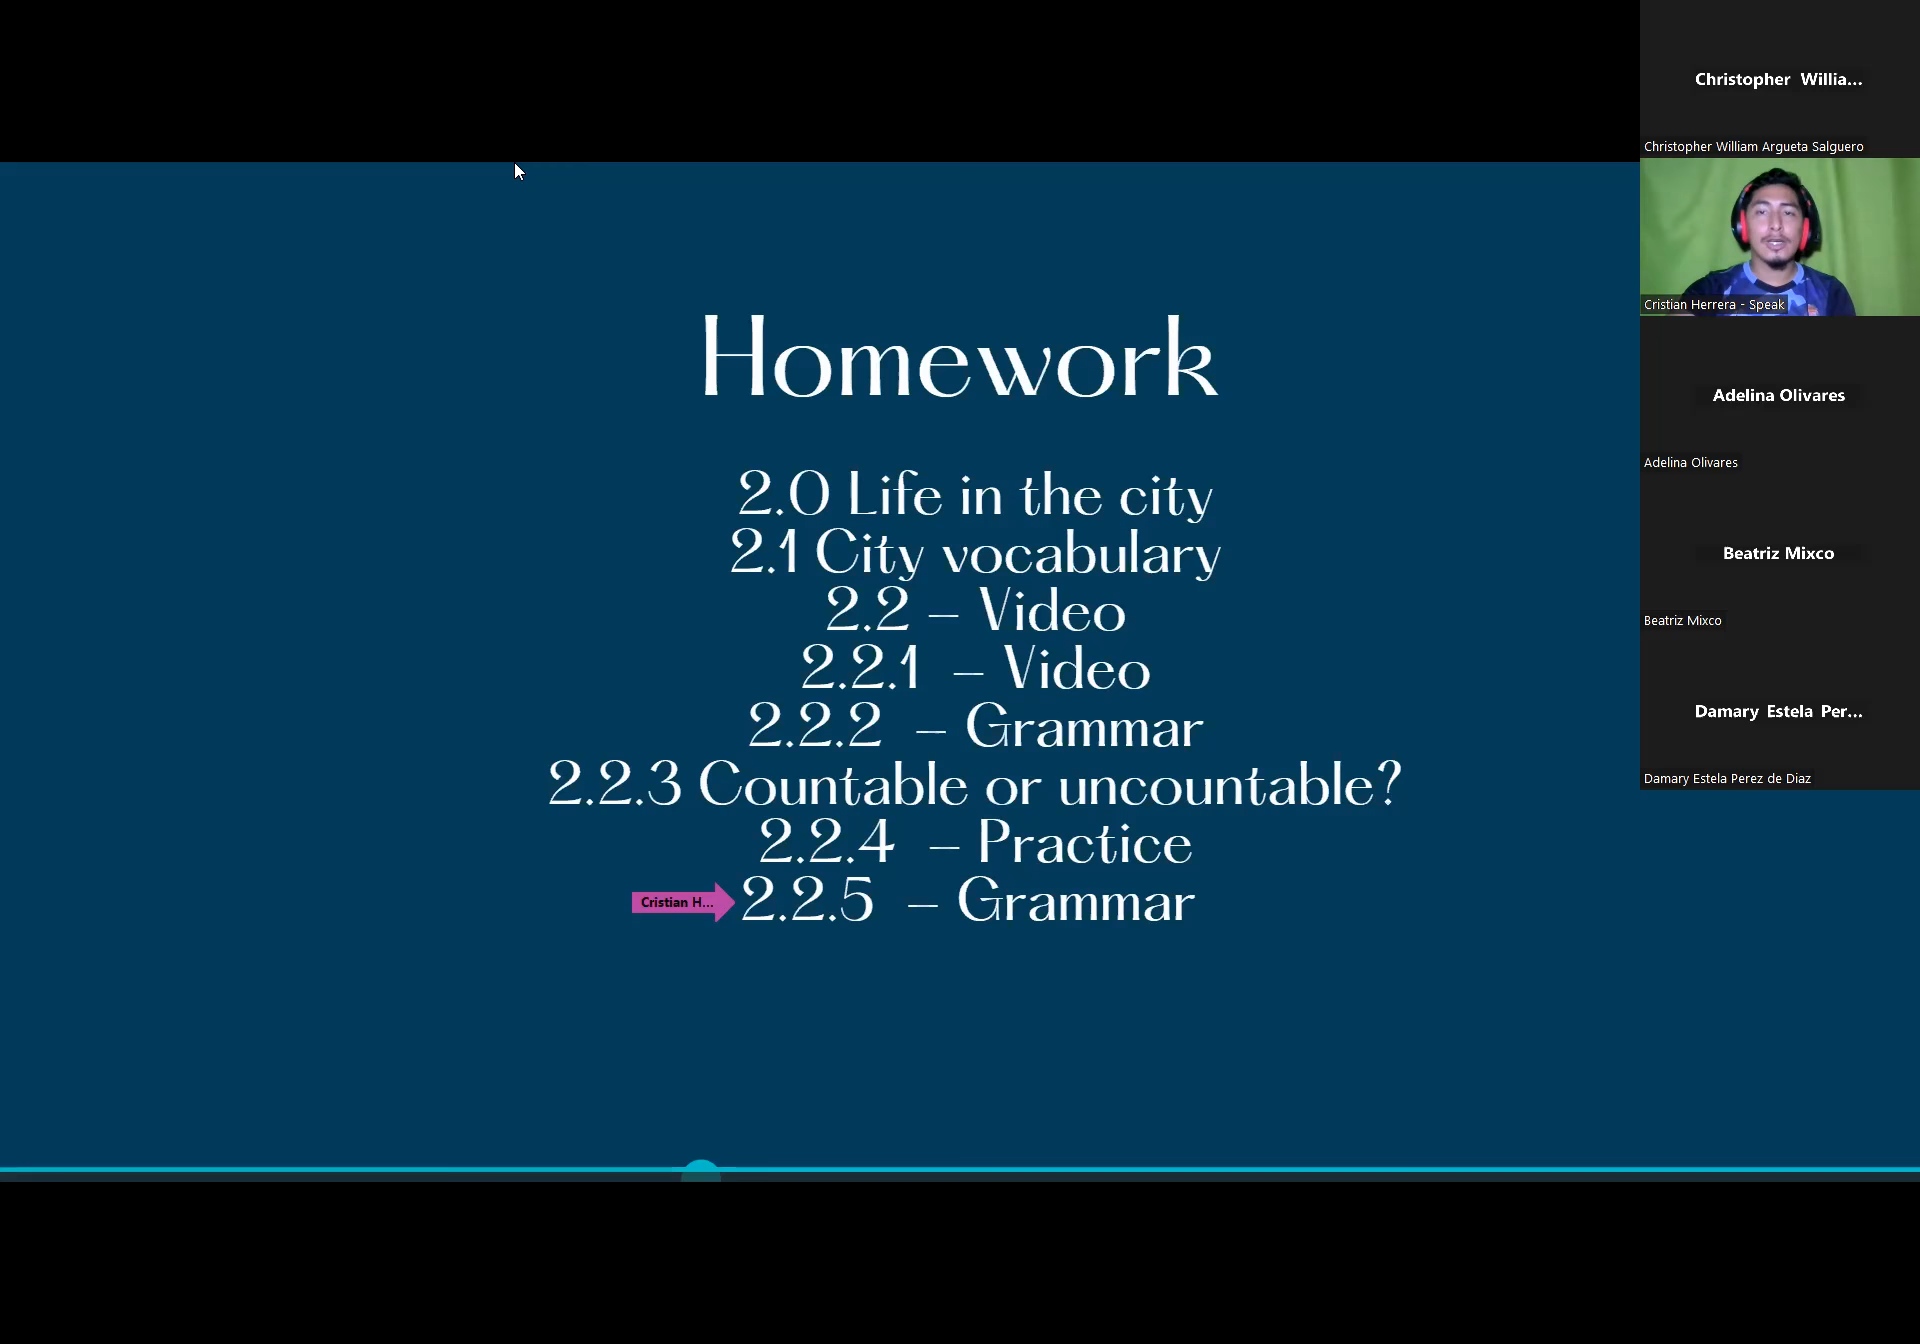 Homework
2.0 Life in the city
2.1 City vocabulary
2.2 – Video
2.2.1 – Video
2.2.2 – Grammar
2.2.3 Countable or uncountable?
2.2.4 – Practice
Cristian H...
2.2.5 – Grammar
Christopher Willia...
Christopher William Argueta Salguero
Cristian Herrera - Speak
Adelina Olivares
Adelina Olivares
Beatriz Mixco
Beatriz Mixco
Damary Estela Per...
Damary Estela Perez de Diaz